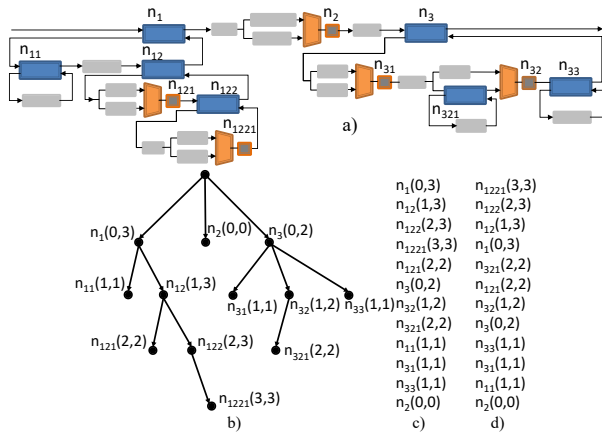 n1
n2
n3
n11
n12
n121
n122
n1221
n31
n32
n33
n321
a)
n1(0,3)
n2(0,0)
n3(0,2)
n11(1,1)
n12(1,3)
n31(1,1)
n32(1,2)
n33(1,1)
n121(2,2)
n122(2,3)
n321(2,2)
n1221(3,3)
b)
n1(0,3)
n12(1,3)
n122(2,3)
n1221(3,3)
n121(2,2)
n3(0,2)
n32(1,2)
n321(2,2)
n11(1,1)
n31(1,1)
n33(1,1)
n2(0,0)
c)
n1221(3,3)
n122(2,3)
n12(1,3)
n1(0,3)
n321(2,2)
n121(2,2)
n32(1,2)
n3(0,2)
n33(1,1)
n31(1,1)
n11(1,1)
n2(0,0)
d)